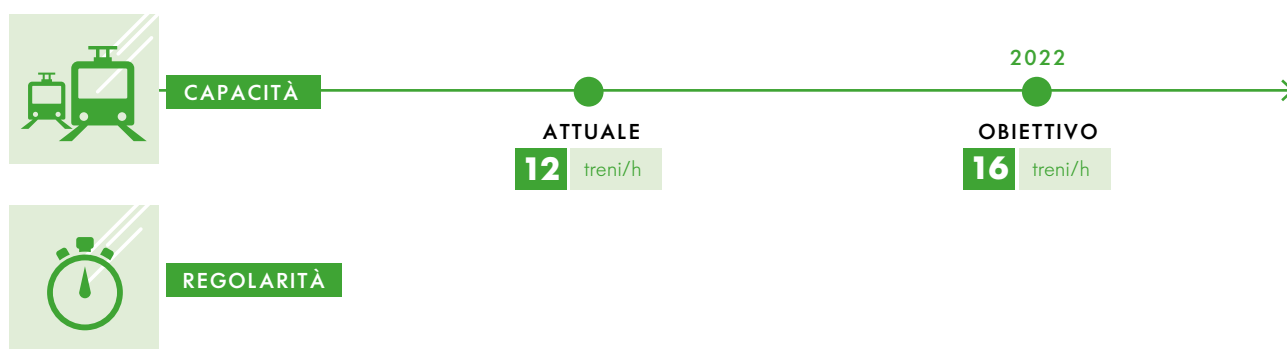 2022
CAPACITÀ
ATTUALE
OBIETTIVO
12 treni/h
16 treni/h
REGOLARITÀ